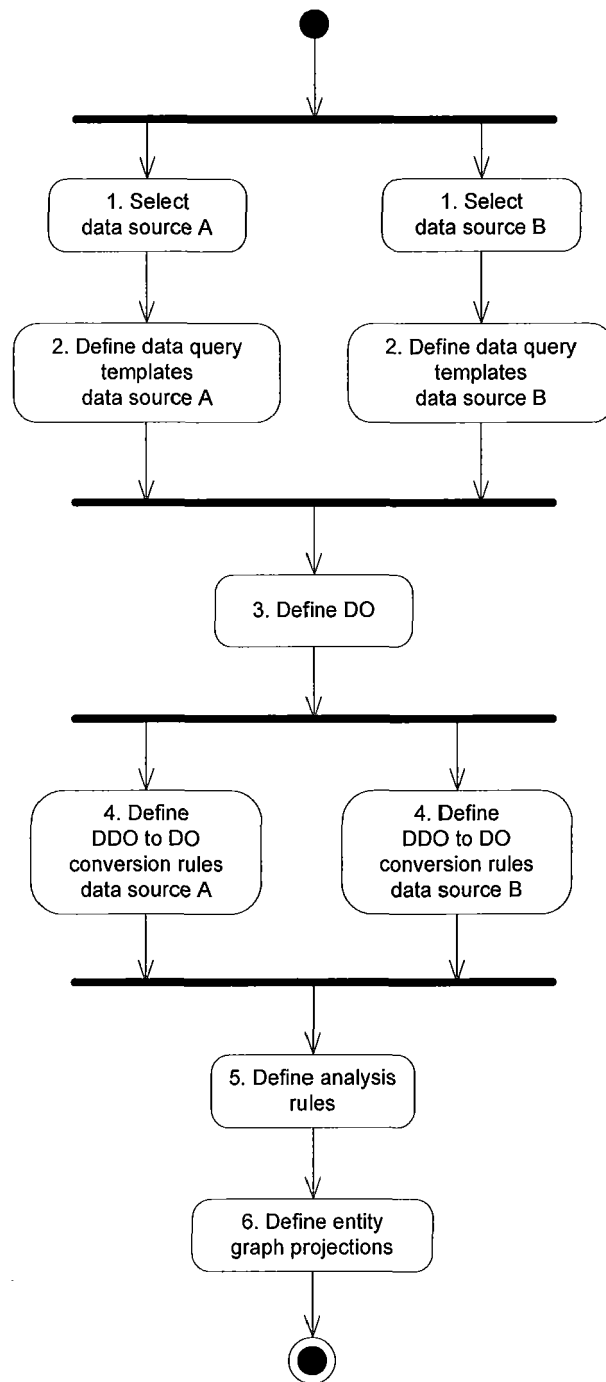 1. Select
data source A
1. Select
data source B
2. Define data query
templates
data source A
2. Define data query
templates
data source B
3. Define DO
4. Define
DDO to DO
conversion rules
data source A
4. Define
DDO to DO
conversion rules
data source B
5. Define analysis
rules
6. Define entity
graph projections